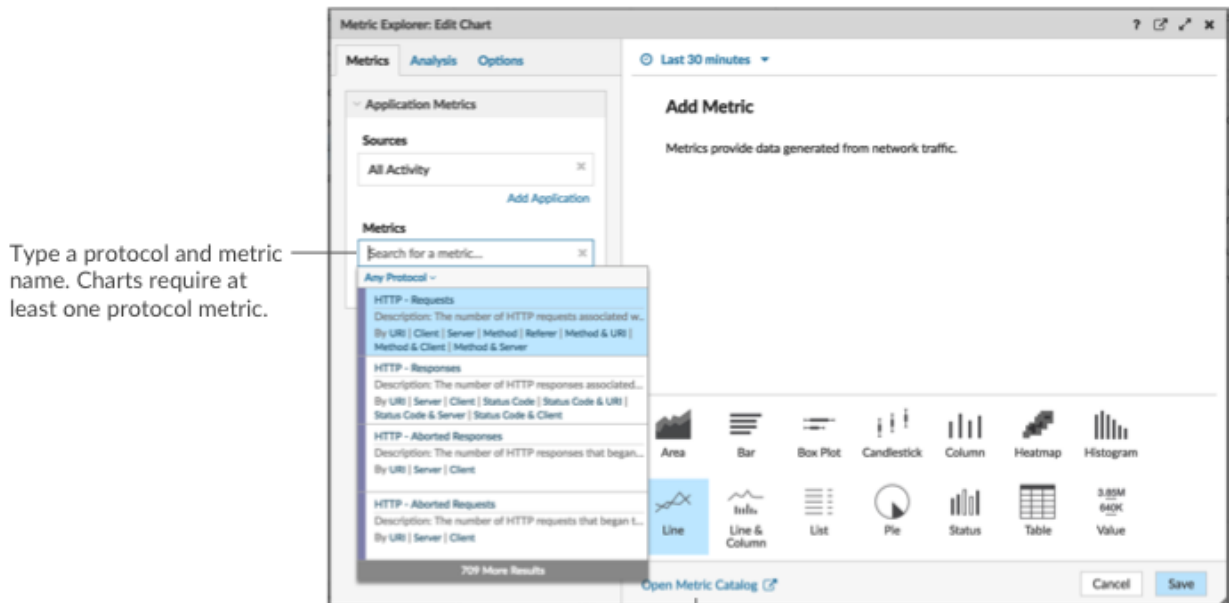 Metric Explorer: Edit Chart
?
Metrics Analysis Options
Last 30 minutes
Application Metrics
Sources
All Activity
Add Application
Metrics
Search for a metric...
Any Protocol
HTTP - Requests
Description: The number of HTTP requests associated w...
By URI | Client | Server | Method | Referer | Method & URI |
Method & Client | Method & Server
HTTP - Responses
Description: The number of HTTP responses associated...
By URI | Server | Client | Status Code | Status Code & URI |
Status Code & Server | Status Code & Client
HTTP - Aborted Responses
Description: The number of HTTP responses that began...
By URI | Server | Client
HTTP - Aborted Requests
Description: The number of HTTP requests that began t...
By URI | Server | Client
709 More Results
Type a protocol and metric
name. Charts require at
least one protocol metric.
Add Metric
Metrics provide data generated from network traffic.
Area Bar Box Plot Candlestick Column Heatmap Histogram
3.85M
640K
Line Line & Column List Pie Status Table Value
Open Metric Catalog
Cancel Save